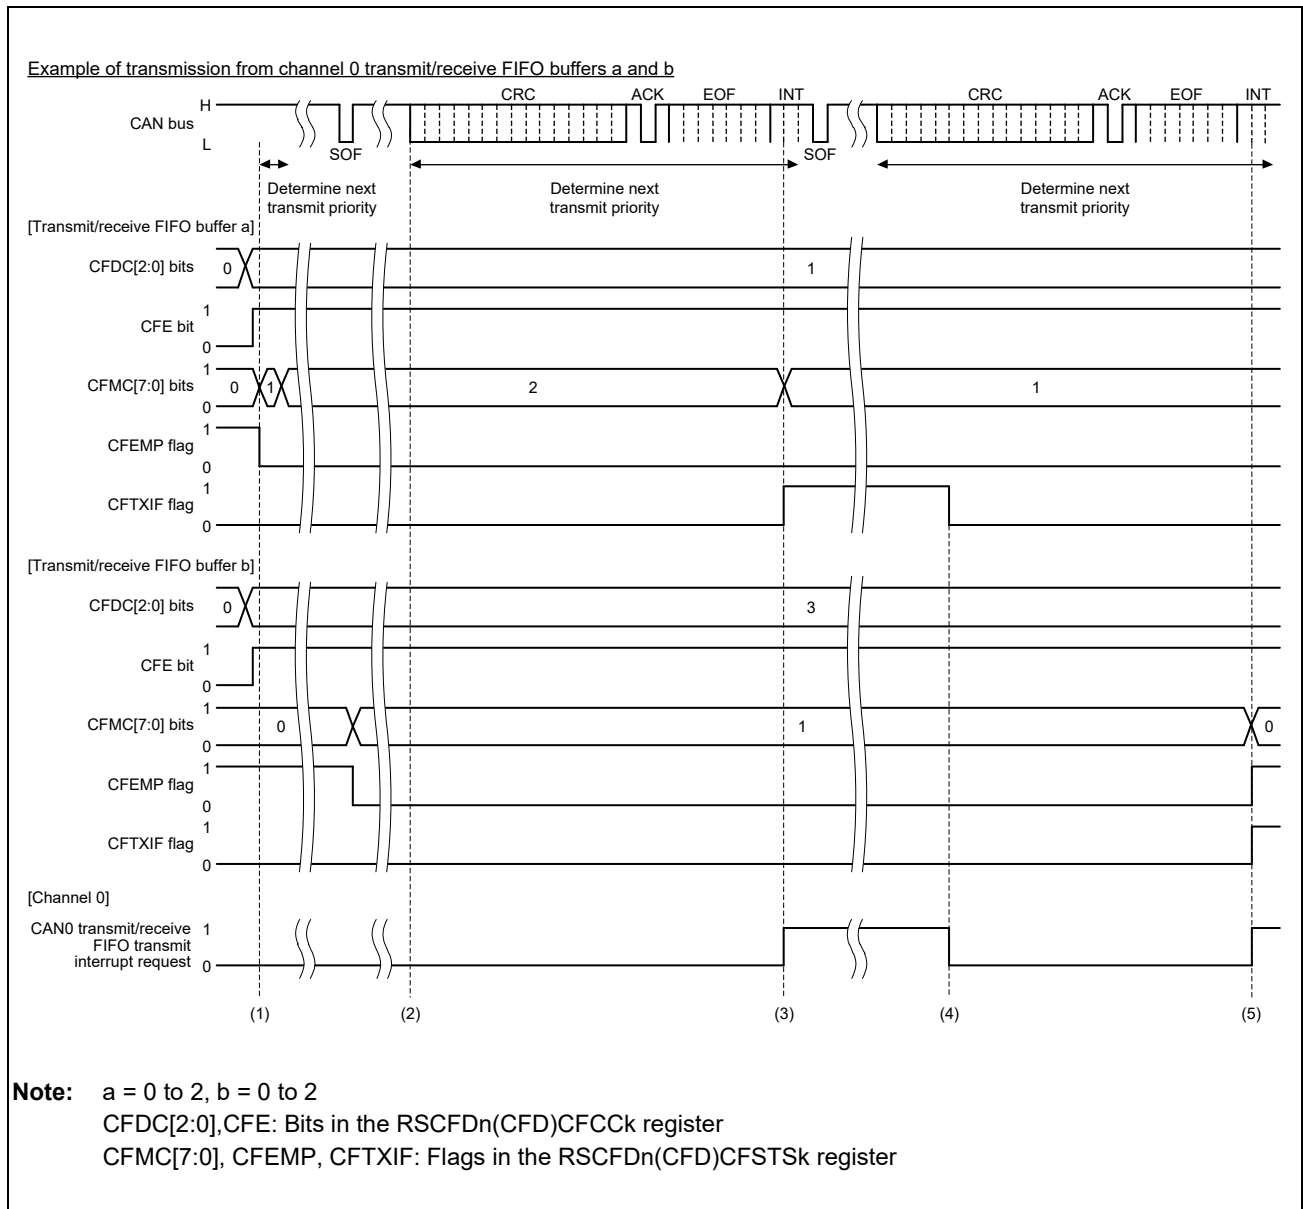 Example of transmission from channel 0 transmit/receive FIFO buffers a and b
CRC ACK EOF INT CRC ACK EOF INT
H
CAN bus
L
SOF SOF
Determine next transmit priority
Determine next transmit priority
Determine next transmit priority
[Transmit/receive FIFO buffer a]
CFDC[2:0] bits 0 1
1
CFE bit
0
1
CFMC[7:0] bits 0 1 2 1
0
1
CFEMP flag
0
1
CFTXIF flag
0
[Transmit/receive FIFO buffer b]
CFDC[2:0] bits 0 3
1
CFE bit
0
1
CFMC[7:0] bits 0 1 0
0
1
CFEMP flag
0
1
CFTXIF flag
0
[Channel 0]
CAN0 transmit/receive 1
FIFO transmit
interrupt request 0
(1) (2) (3) (4) (5)
Note: a = 0 to 2, b = 0 to 2
CFDC[2:0],CFE: Bits in the RSCFDn(CFD)CFCCk register
CFMC[7:0], CFEMP, CFTXIF: Flags in the RSCFDn(CFD)CFSTSk register